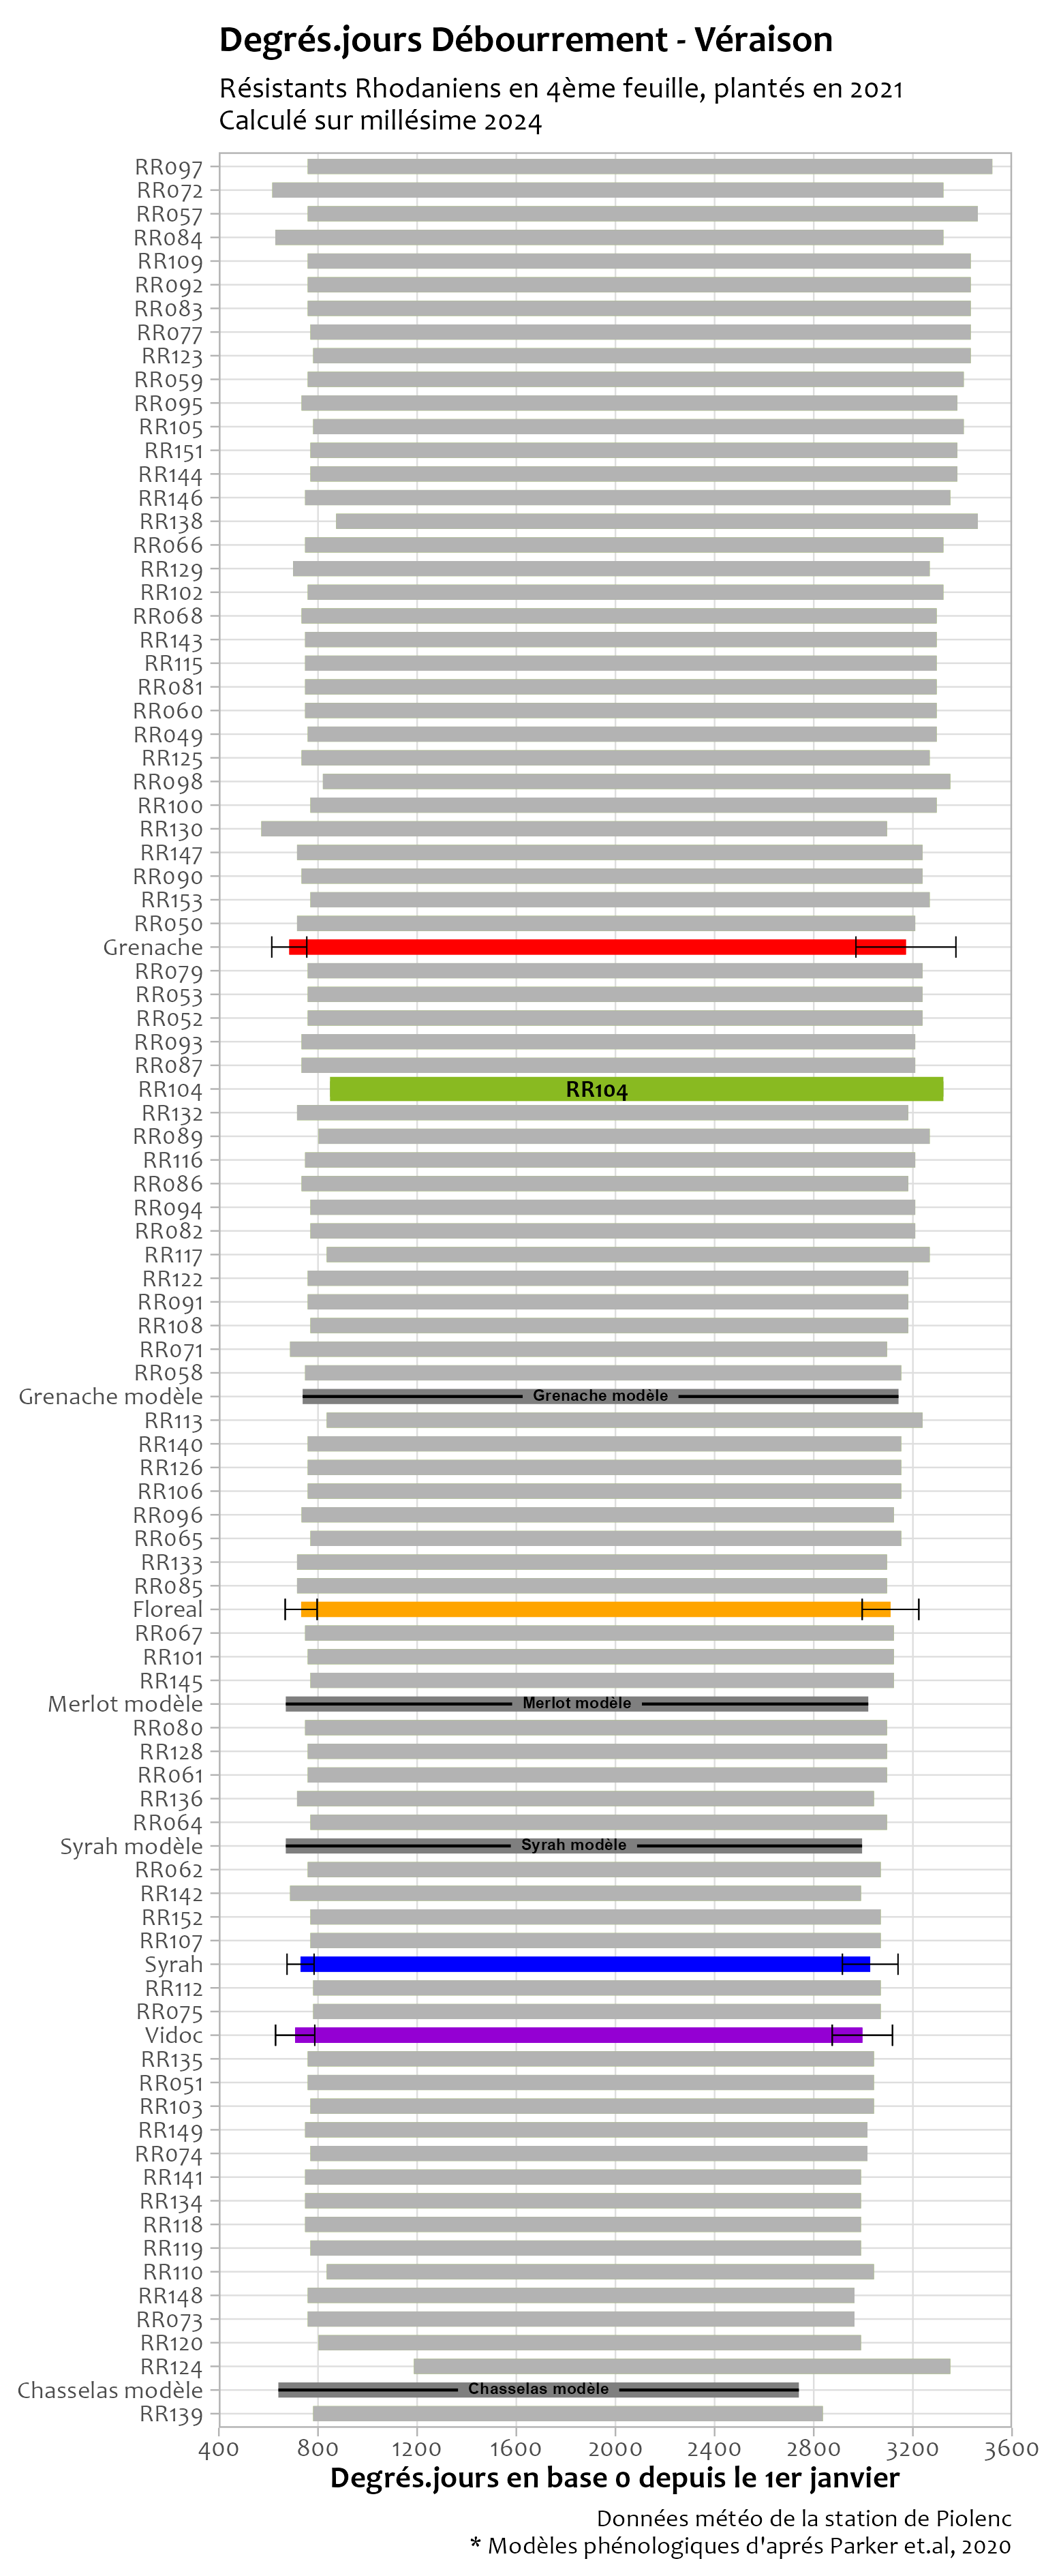 Degrés.jours Débourrement - Véraison
Résistants Rhodaniens en 4ème feuille, plantés en 2021
Calculé sur millésime 2024
RR097
RR072
RR057
RR084
RR109
RR092
RR083
RR077
RR123
RR059
RR095
RR105
RR151
RR144
RR146
RR138
RR066
RR129
RR102
RR068
RR143
RR115
RR081
RR060
RR049
RR125
RR098
RR100
RR130
RR147
RR090
RR153
RR050
Grenache
RR079
RR053
RR052
RR093
RR087
RR104 RR104
RR132
RR089
RR116
RR086
RR094
RR082
RR117
RR122
RR091
RR108
RR071
RR058
Grenache modèle Grenache modèle
RR113
RR140
RR126
RR106
RR096
RR065
RR133
RR085
Floreal
RR067
RR101
RR145
Merlot modèle Merlot modèle
RR080
RR128
RR061
RR136
RR064
Syrah modèle Syrah modèle
RR062
RR142
RR152
RR107
Syrah
RR112
RR075
Vidoc
RR135
RR051
RR103
RR149
RR074
RR141
RR134
RR118
RR119
RR110
RR148
RR073
RR120
RR124
Chasselas modèle Chasselas modèle
RR139
400 800 1200 1600 2000 2400 2800 3200 3600
Degrés.jours en base 0 depuis le 1er janvier
Données météo de la station de Piolenc
* Modèles phénologiques d'aprés Parker et.al, 2020